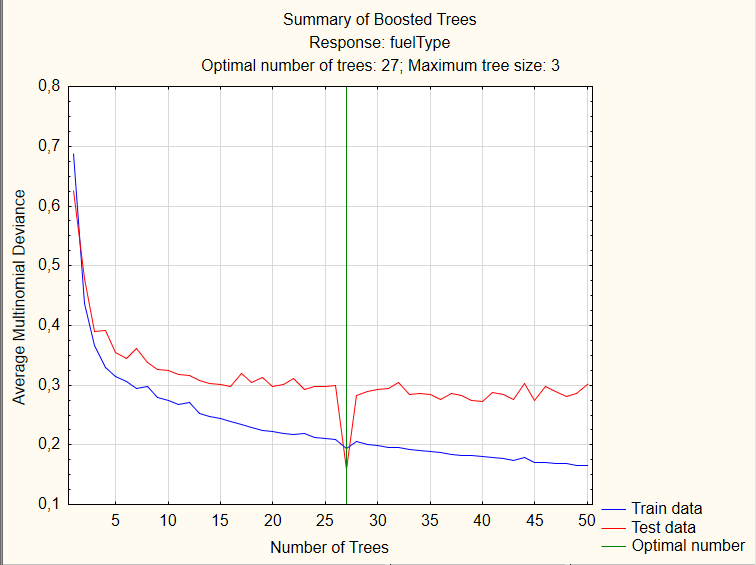 Summary of Boosted Trees
Response: fuelType
Optimal number of trees: 27; Maximum tree size: 3
0,8
0,7
0,6
0,5
0,4
0,3
0,2
0,1
Average Multinomial Deviance
5 10 15 20 25 30 35 40 45 50
Number of Trees
Train data
Test data
Optimal number